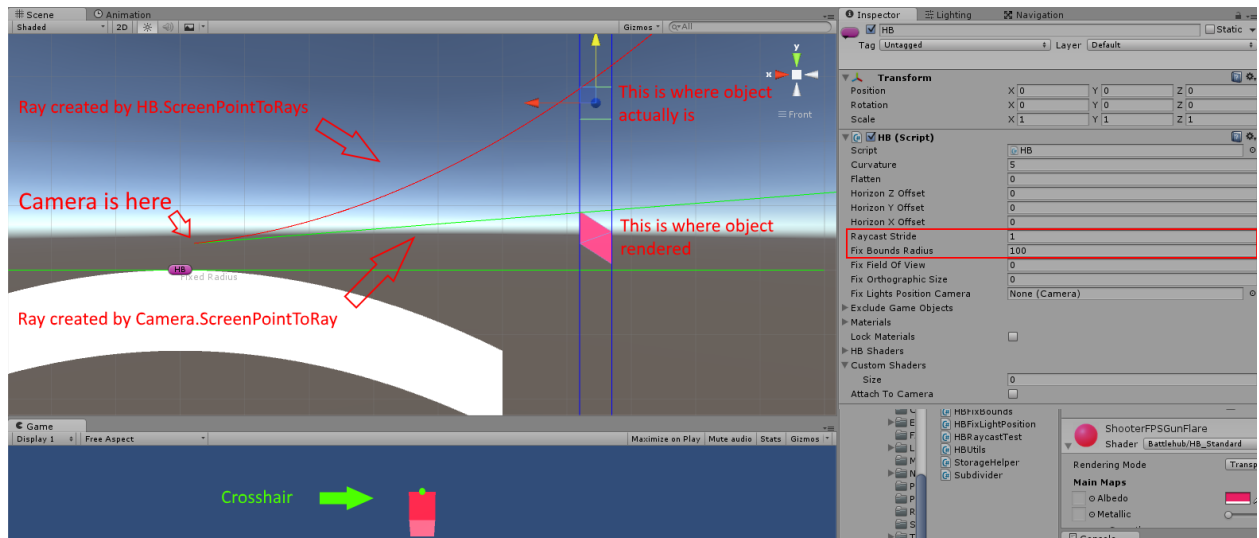 Scene Animation
Shaded 2D Gizmos All
Ray created by HB.ScreenPointToRays
This is where object
actually is
y
x
Front
Camera is here
This is where object
rendered
HB
Fixed Radius
Ray created by Camera.ScreenPointToRay
Game
Display 1 Free Aspect Maximize on Play Mute audio Stats Gizmos
Crosshair
Inspector Lighting Navigation
HB Static
Tag Untagged Layer Default
Transform
Position X 0 Y 0 Z 0
Rotation X 0 Y 0 Z 0
Scale X 1 Y 1 Z 1
HB (Script)
Script HB
Curvature 5
Flatten 0
Horizon Z Offset 0
Horizon Y Offset 0
Horizon X Offset 0
Raycast Stride 1
Fix Bounds Radius 100
Fix Field Of View 0
Fix Orthographic Size 0
Fix Lights Position Camera None (Camera)
Exclude Game Objects
Materials
Lock Materials
HB Shaders
Custom Shaders
Size 0
Attach To Camera
E
F
L
M
N
P
P
R
S
T
HBFixBounds
HBFixLightPosition
HBRaycastTest
HBUtils
StorageHelper
Subdivider
ShooterFPSGunFlare
Shader Battlehub/HB_Standard
Rendering Mode Transp
Main Maps
Albedo
Metallic
Console